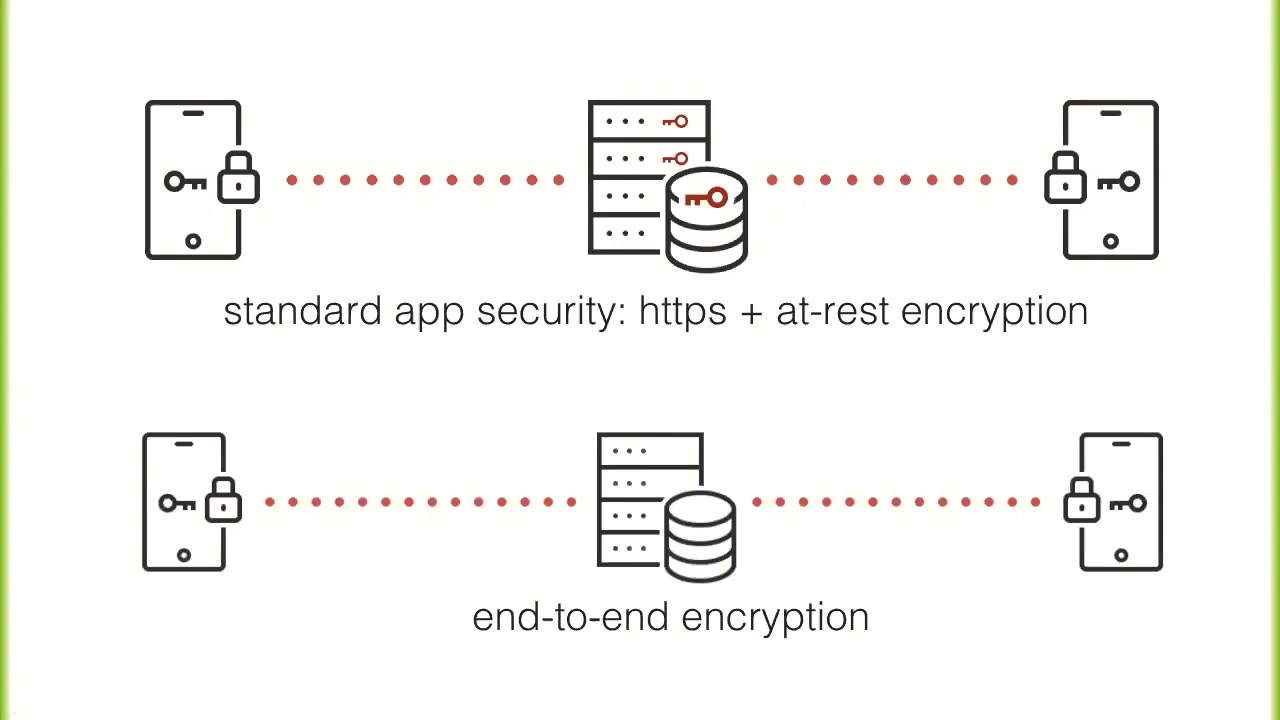 standard app security: https + at-rest encryption
end-to-end encryption